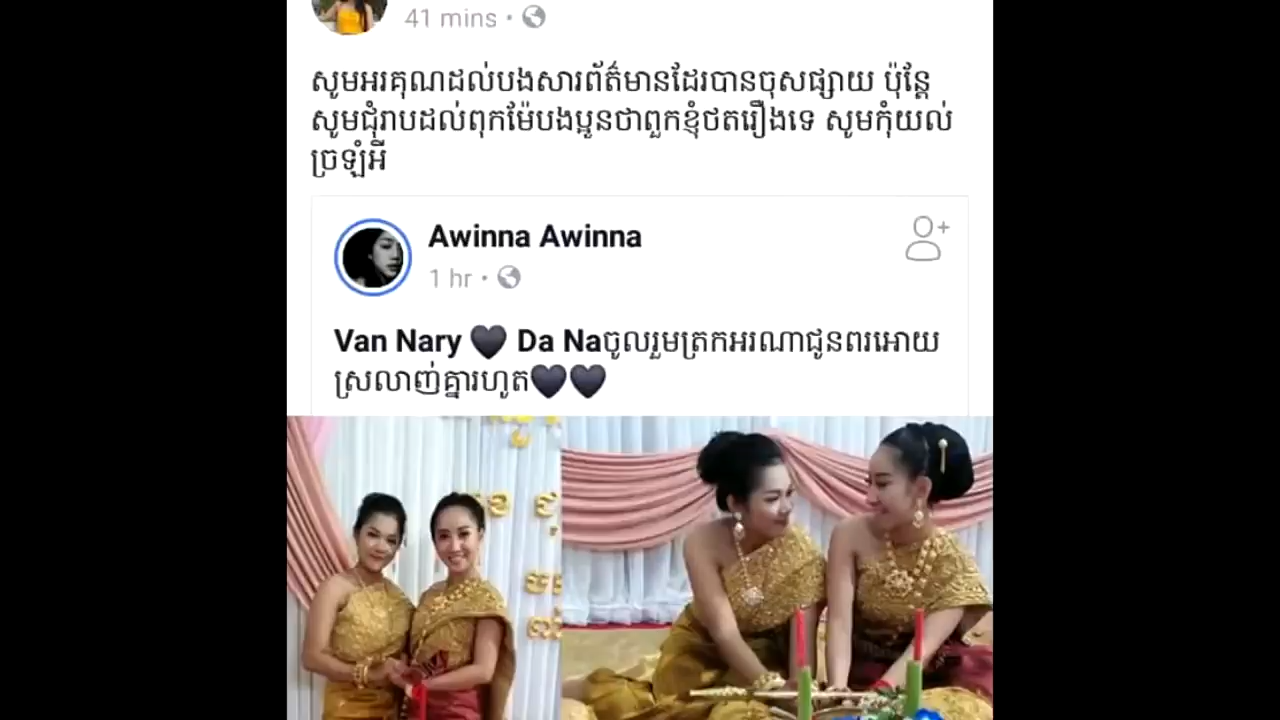 41 mins ·
សូមអរគុណដល់បងសារព័ត៌មានដែរបានចុសផ្សាយ ប៉ុន្តែ
សូមជុំរាបដល់ពុកម៉ែបងប្អូនថាពួកខ្ញុំថតរឿងទេ សូមកុំយល់
ច្រឡំអី
Awinna Awinna
1 hr ·
Van Nary 🖤 Da Naចូលរួមត្រកអរណាជូនពរអោយ
ស្រលាញ់គ្នារហូត🖤🖤